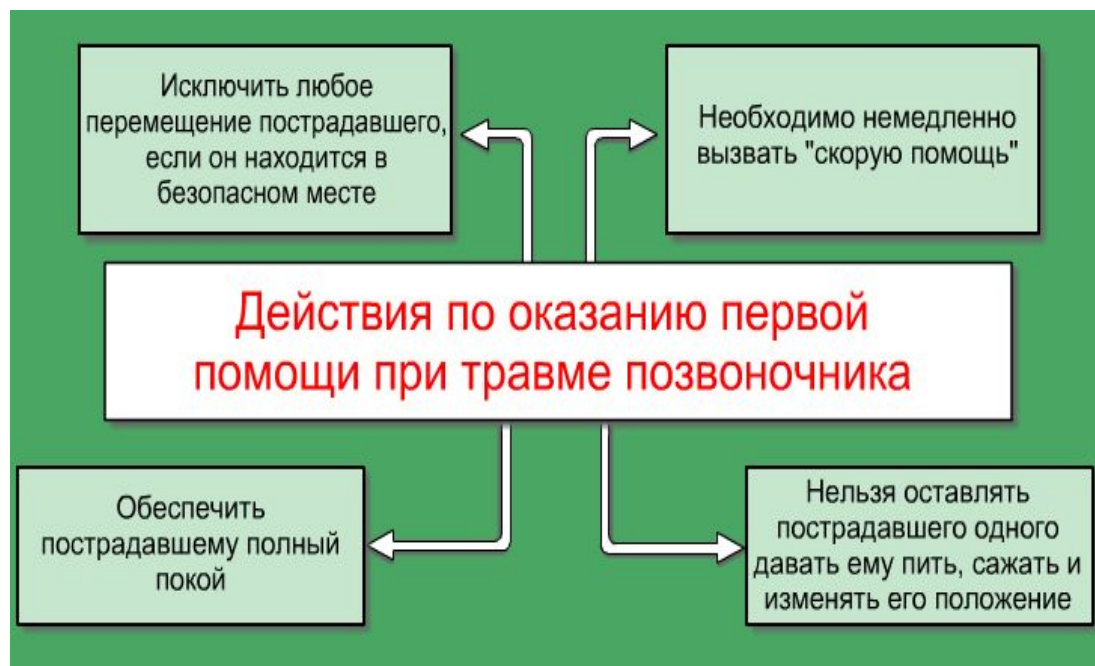 Исключить любое
перемещение пострадавшего,
если он находится в
безопасном месте
Необходимо немедленно
вызвать "скорую помощь"
Действия по оказанию первой
помощи при травме позвоночника
Обеспечить
пострадавшему полный
покой
Нельзя оставлять
пострадавшего одного
давать ему пить, сажать и
изменять его положение